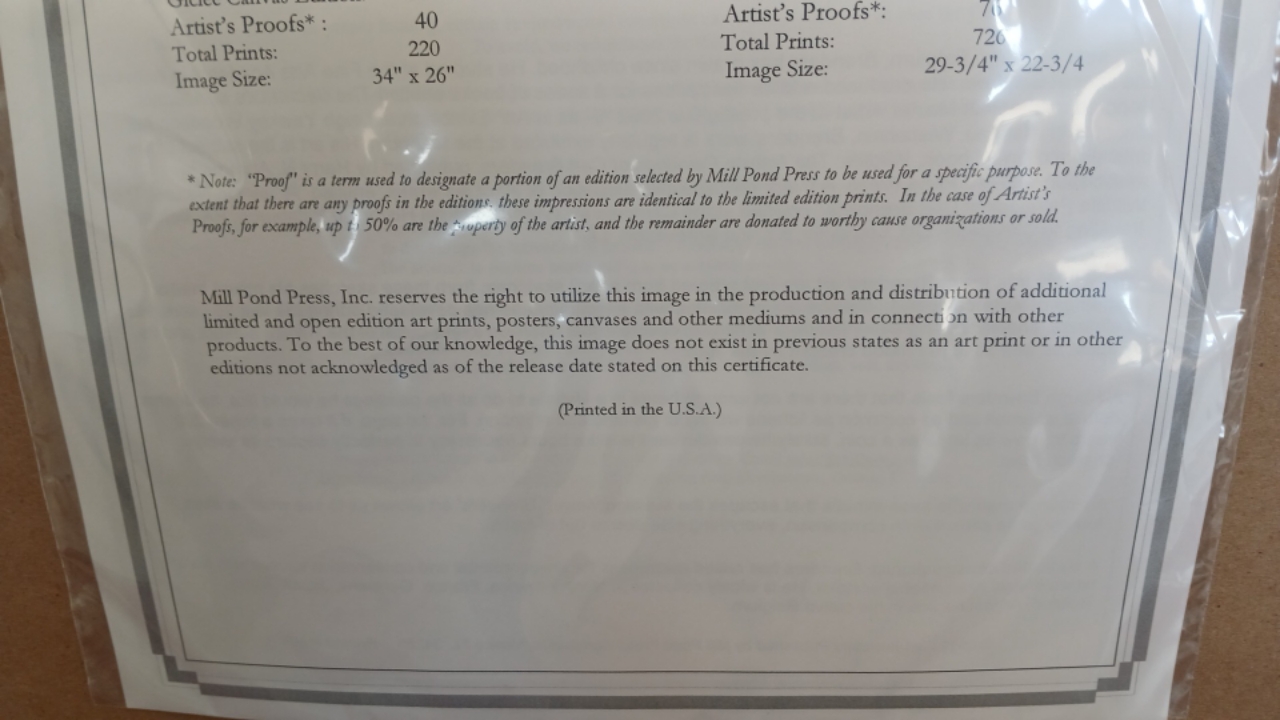 Giclee Canvas Edition:
Artist's Proofs* : 40
Total Prints: 220
Image Size: 34" x 26"
Artist's Proofs*:
Total Prints: 726
Image Size: 29-3/4" x 22-3/4
* Note: "Proof" is a term used to designate a portion of an edition selected by Mill Pond Press to be used for a specific purpose. To the
extent that there are any proofs in the editions, these impressions are identical to the limited edition prints. In the case of Artist's
Proofs, for example, up to 50% are the property of the artist, and the remainder are donated to worthy cause organizations or sold.
Mill Pond Press, Inc. reserves the right to utilize this image in the production and distribution of additional
limited and open edition art prints, posters, canvases and other mediums and in connection with other
products. To the best of our knowledge, this image does not exist in previous states as an art print or in other
editions not acknowledged as of the release date stated on this certificate.
(Printed in the U.S.A.)